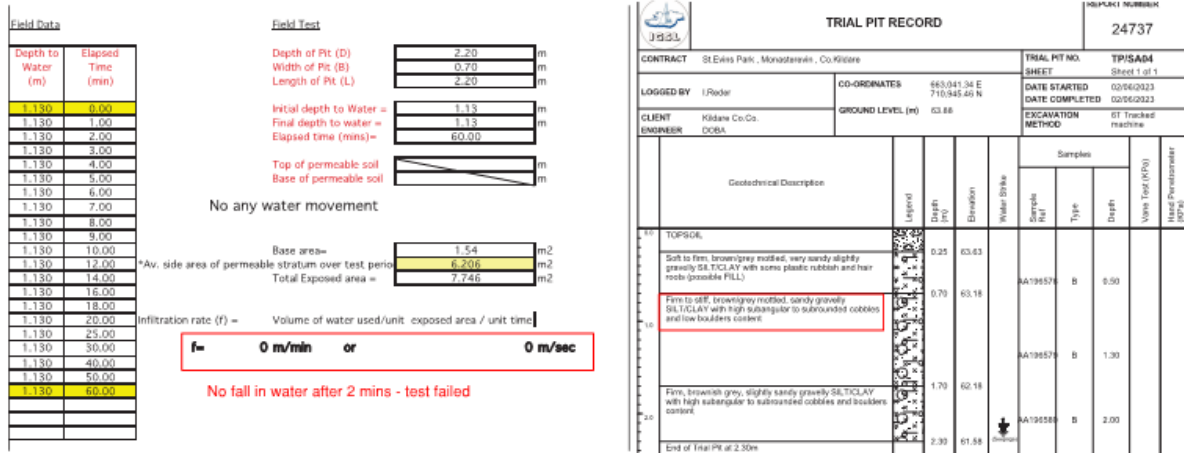 Field Data
Field Test
Depth to Water (m)
Elapsed Time (min)
1.130 0.00
1.130 1.00
1.130 2.00
1.130 3.00
1.130 4.00
1.130 5.00
1.130 6.00
1.130 7.00
1.130 8.00
1.130 9.00
1.130 10.00
1.130 12.00
1.130 14.00
1.130 16.00
1.130 18.00
1.130 20.00
1.130 25.00
1.130 30.00
1.130 40.00
1.130 50.00
1.130 60.00
Depth of Pit (D) 2.20 m
Width of Pit (B) 0.70 m
Length of Pit (L) 2.20 m
Initial depth to Water = 1.13 m
Final depth to water = 1.13 m
Elapsed time (mins)= 60.00
Top of permeable soil m
Base of permeable soil m
No any water movement
Base area= 1.54 m2
*Av. side area of permeable stratum over test perio 6.206 m2
Total Exposed area = 7.746 m2
Infiltration rate (f) = Volume of water used/unit exposed area / unit time
f= 0 m/min or 0 m/sec
No fall in water after 2 mins - test failed
IGSL
TRIAL PIT RECORD
REPORT NUMBER
24737
CONTRACT St.Evins Park , Monasterevin , Co.Kildare
TRIAL PIT NO. TP/SA04
SHEET Sheet 1 of 1
LOGGED BY I.Reder
CO-ORDINATES 663,041.34 E
710,945.46 N
GROUND LEVEL (m) 63.88
DATE STARTED 02/06/2023
DATE COMPLETED 02/06/2023
CLIENT Kildare Co.Co.
ENGINEER DOBA
EXCAVATION METHOD 6T Tracked machine
Geotechnical Description
Legend
Depth (m)
Elevation
Water Strike
Samples
Sample Ref
Type
Depth
Vane Test (KPa)
Hand Penetrometer (KPa)
0.0
TOPSOIL
0.25 63.63
Soft to firm, brown/grey mottled, very sandy slightly
gravelly SILT/CLAY with some plastic rubbish and hair
roots (possible FILL)
AA196578 B 0.50
0.70 63.18
Firm to stiff, brown/grey mottled, sandy gravelly
SILT/CLAY with high subangular to subrounded cobbles
and low boulders content
1.0
AA196579 B 1.30
1.70 62.18
Firm, brownish grey, slightly sandy gravelly SILT/CLAY
with high subangular to subrounded cobbles and boulders
content
2.0
AA196580 B 2.00
2.30 61.58
End of Trial Pit at 2.30m